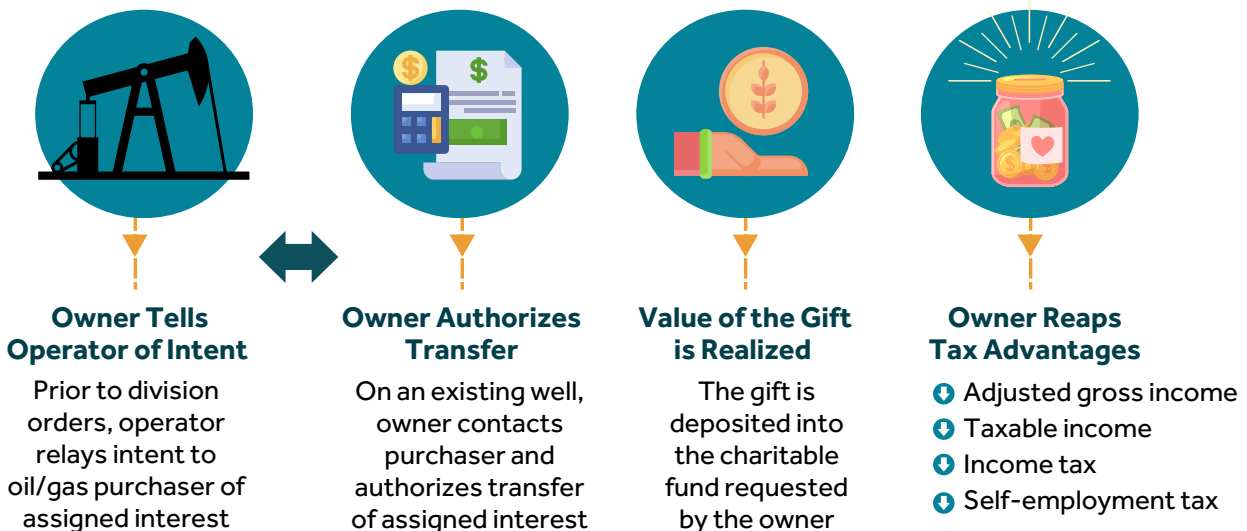 Owner Tells
Operator of Intent
Prior to division
orders, operator
relays intent to
oil/gas purchaser of
assigned interest
Owner Authorizes
Transfer
On an existing well,
owner contacts
purchaser and
authorizes transfer
of assigned interest
Value of the Gift
is Realized
The gift is
deposited into
the charitable
fund requested
by the owner
Owner Reaps
Tax Advantages
Adjusted gross income
Taxable income
Income tax
Self-employment tax